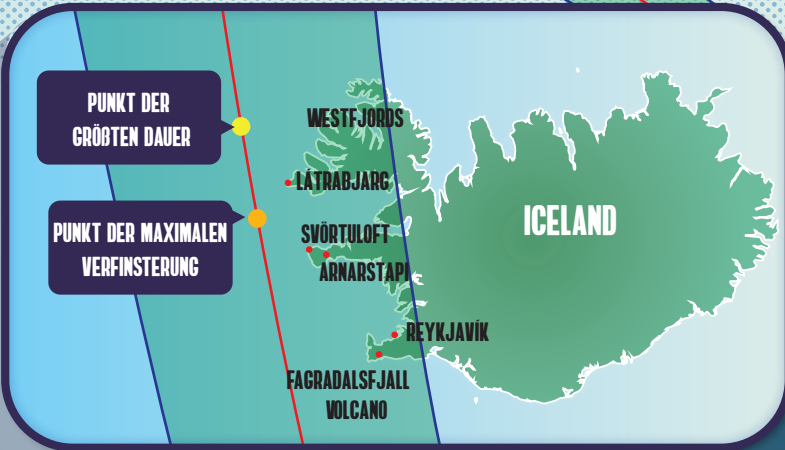 PUNKT DER
GRÖßTEN DAUER
PUNKT DER MAXIMALEN
VERFINSTERUNG
WESTFJORDS
LÁTRABJARG
SVÖRTULOFT
ARNARSTAPI
ICELAND
REYKJAVÍK
FAGRADALSFJALL
VOLCANO